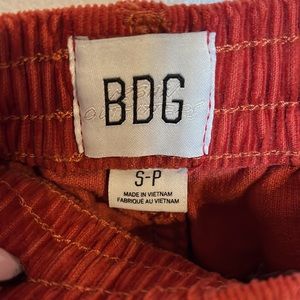 BDG
S-P
MADE IN VIETNAM
FABRIQUÉ AU VIETNAM